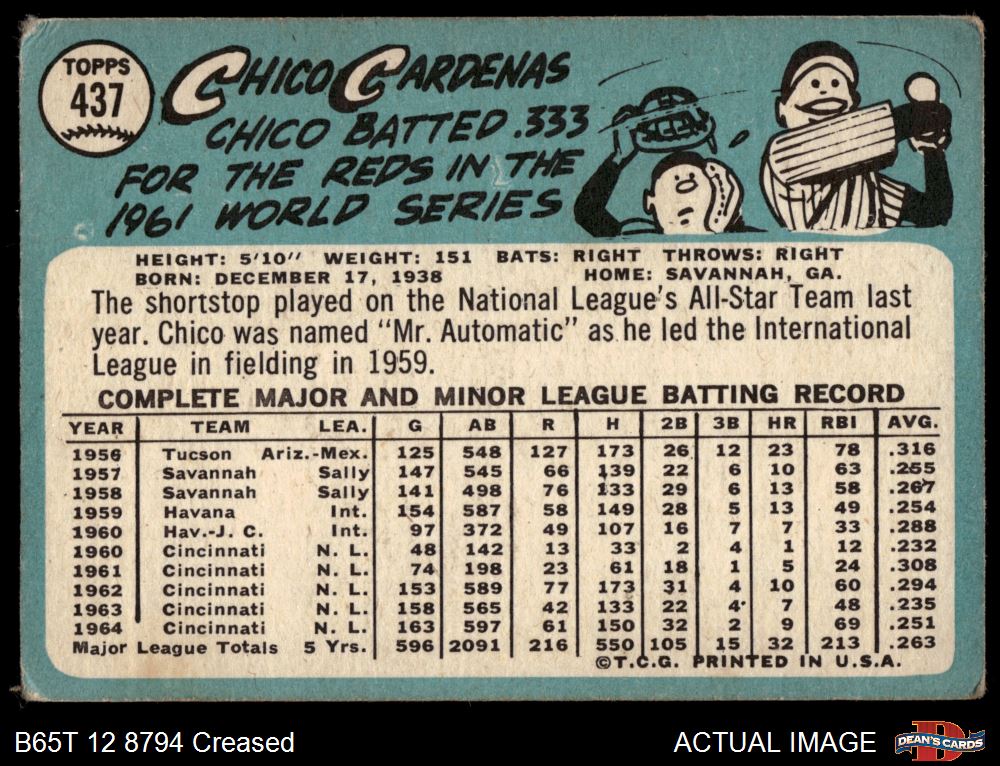 TOPPS
437
CHICO CARDENAS
CHICO BATTED .333
FOR THE REDS IN THE
1961 WORLD SERIES
HEIGHT: 5'10" WEIGHT: 151 BATS: RIGHT THROWS: RIGHT
BORN: DECEMBER 17, 1938 HOME: SAVANNAH, GA.
The shortstop played on the National League's All-Star Team last
year. Chico was named "Mr. Automatic" as he led the International
League in fielding in 1959.
COMPLETE MAJOR AND MINOR LEAGUE BATTING RECORD
YEAR TEAM LEA. G AB R H 2B 3B HR RBI AVG.
1956 Tucson Ariz.-Mex. 125 548 127 173 26 12 23 78 .316
1957 Savannah Sally 147 545 66 139 22 6 10 63 .255
1958 Savannah Sally 141 498 76 133 29 6 13 58 .267
1959 Havana Int. 154 587 58 149 28 5 13 49 .254
1960 Hav.-J. C. Int. 97 372 49 107 16 7 7 33 .288
1960 Cincinnati N. L. 48 142 13 33 2 4 1 12 .232
1961 Cincinnati N. L. 74 198 23 61 18 1 5 24 .308
1962 Cincinnati N. L. 153 589 77 173 31 4 10 60 .294
1963 Cincinnati N. L. 158 565 42 133 22 4 7 48 .235
1964 Cincinnati N. L. 163 597 61 150 32 2 9 69 .251
Major League Totals 5 Yrs. 596 2091 216 550 105 15 32 213 .263
©T.C.G. PRINTED IN U.S.A.
B65T 12 8794 Creased
ACTUAL IMAGE
DEAN'S CARDS